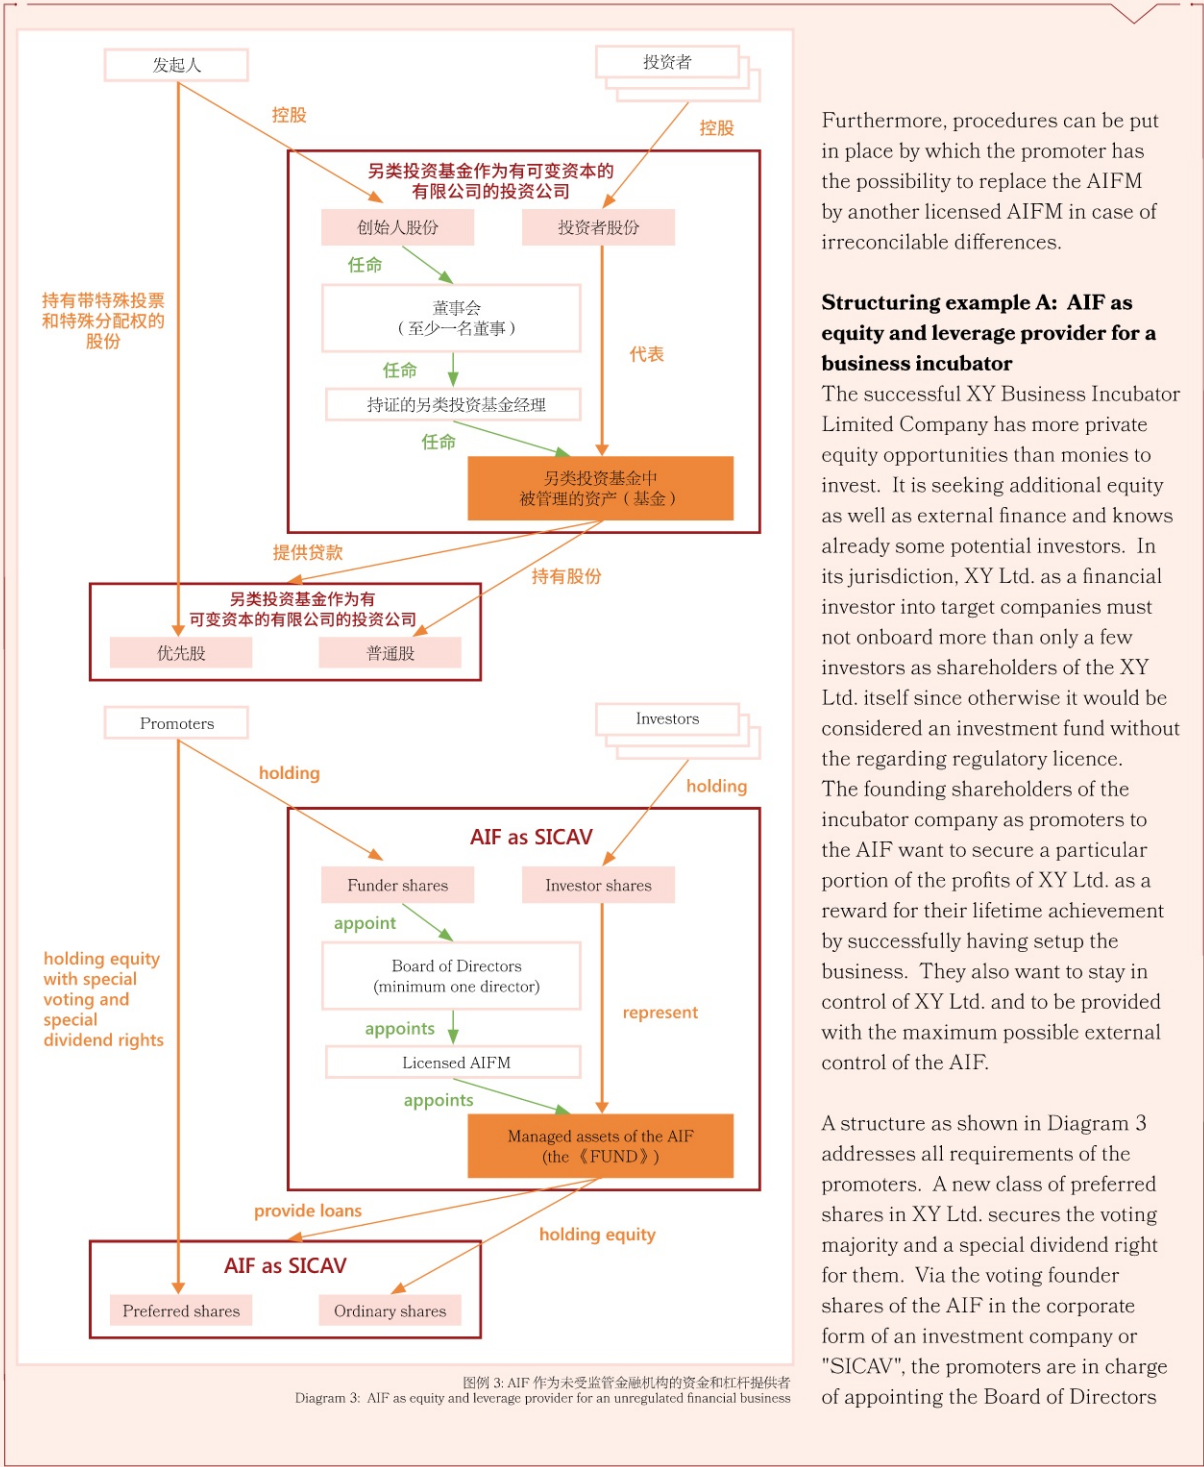 发起人
投资者
控股
控股
另类投资基金作为有可变资本的
有限公司的投资公司
创始人股份
投资者股份
任命
持有带特殊投票
和特殊分配权的
股份
董事会
（至少一名董事）
代表
任命
持证的另类投资基金经理
任命
另类投资基金中
被管理的资产（基金）
提供贷款
持有股份
另类投资基金作为有
可变资本的有限公司的投资公司
优先股
普通股
Promoters
Investors
holding
holding
AIF as SICAV
Funder shares
Investor shares
appoint
holding equity
with special
voting and
special
dividend rights
Board of Directors
(minimum one director)
represent
appoints
Licensed AIFM
appoints
Managed assets of the AIF
(the 《FUND》)
provide loans
holding equity
AIF as SICAV
Preferred shares
Ordinary shares
图例 3: AIF 作为未受监管金融机构的资金和杠杆提供者
Diagram 3: AIF as equity and leverage provider for an unregulated financial business
Furthermore, procedures can be put
in place by which the promoter has
the possibility to replace the AIFM
by another licensed AIFM in case of
irreconcilable differences.
Structuring example A: AIF as
equity and leverage provider for a
business incubator
The successful XY Business Incubator
Limited Company has more private
equity opportunities than monies to
invest. It is seeking additional equity
as well as external finance and knows
already some potential investors. In
its jurisdiction, XY Ltd. as a financial
investor into target companies must
not onboard more than only a few
investors as shareholders of the XY
Ltd. itself since otherwise it would be
considered an investment fund without
the regarding regulatory licence.
The founding shareholders of the
incubator company as promoters to
the AIF want to secure a particular
portion of the profits of XY Ltd. as a
reward for their lifetime achievement
by successfully having setup the
business. They also want to stay in
control of XY Ltd. and to be provided
with the maximum possible external
control of the AIF.
A structure as shown in Diagram 3
addresses all requirements of the
promoters. A new class of preferred
shares in XY Ltd. secures the voting
majority and a special dividend right
for them. Via the voting founder
shares of the AIF in the corporate
form of an investment company or
"SICAV", the promoters are in charge
of appointing the Board of Directors